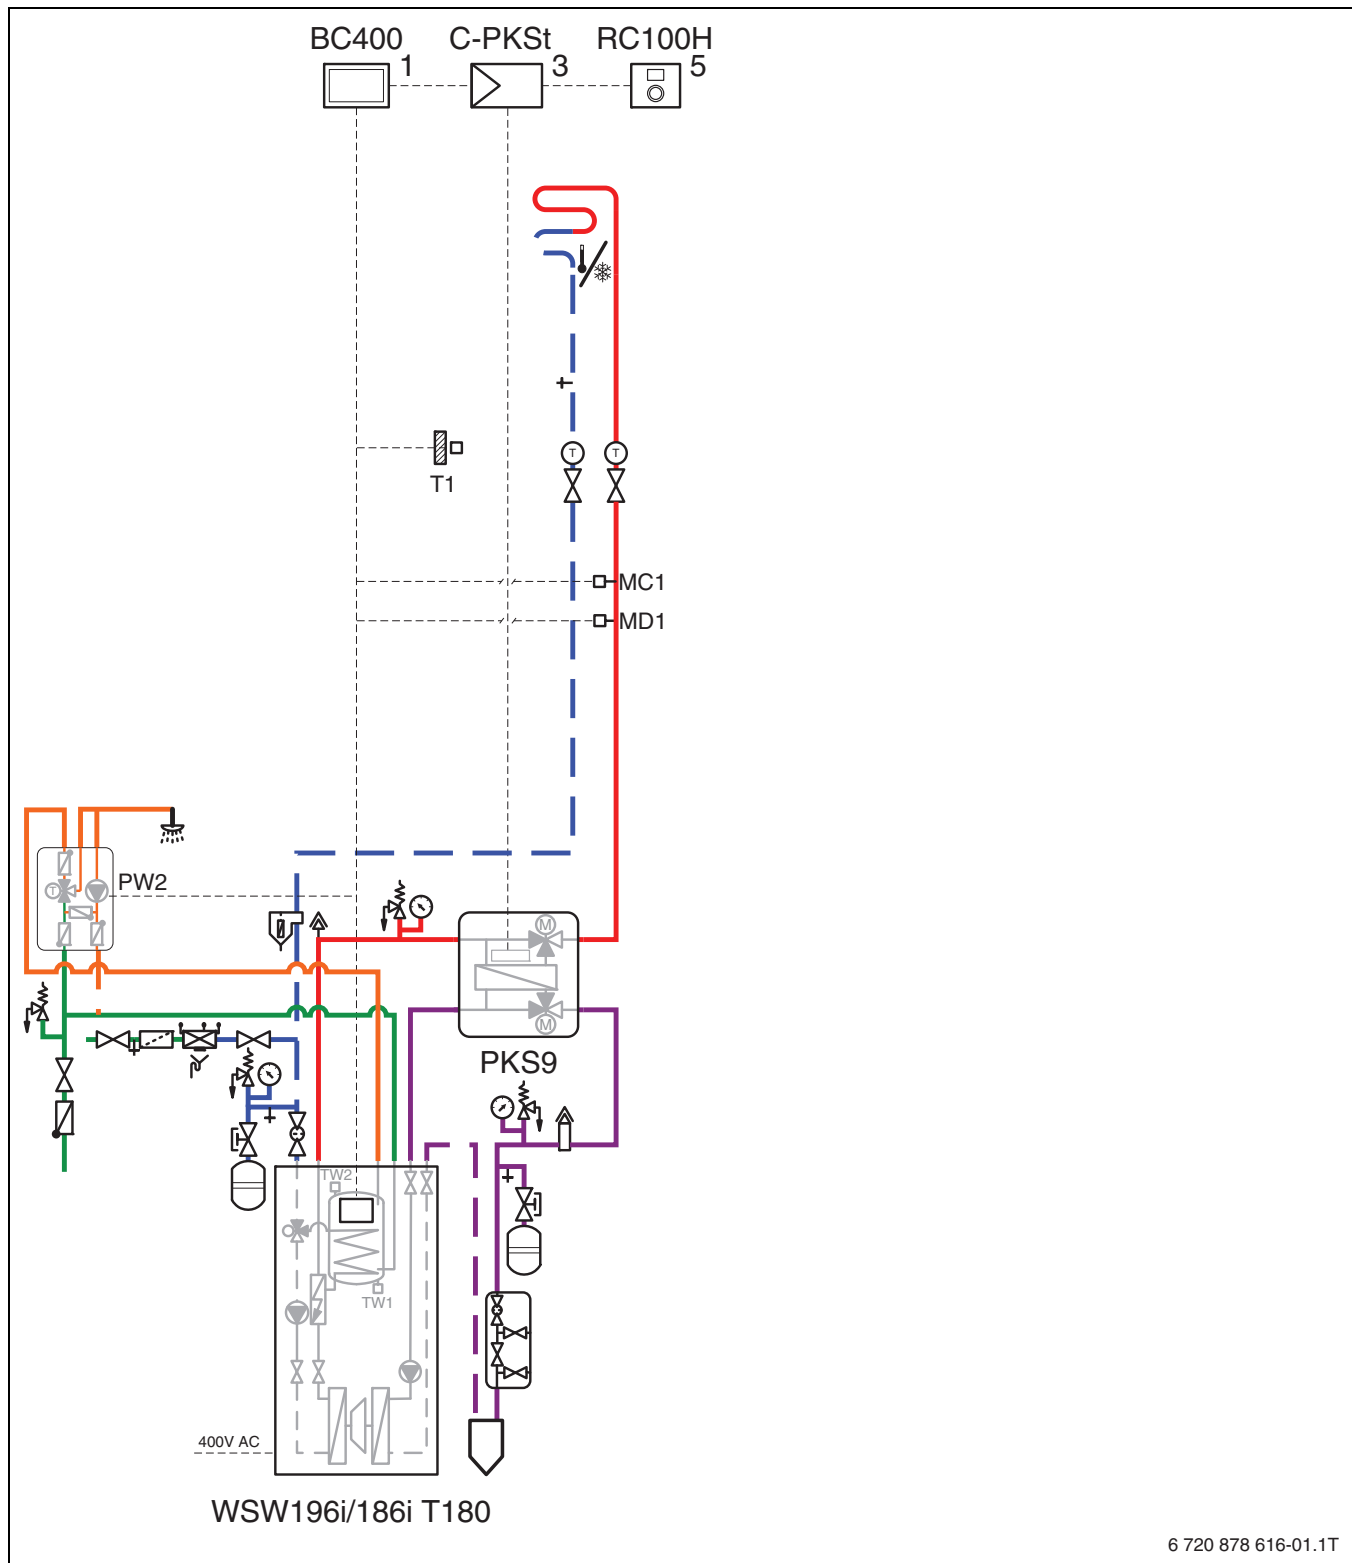 BC400 C-PKSt RC100H
1 3 5
T T
T1
MC1
MD1
PW2
T
M
M
PKS9
TW2
TW1
400V AC
WSW196i/186i T180
6 720 878 616-01.1T